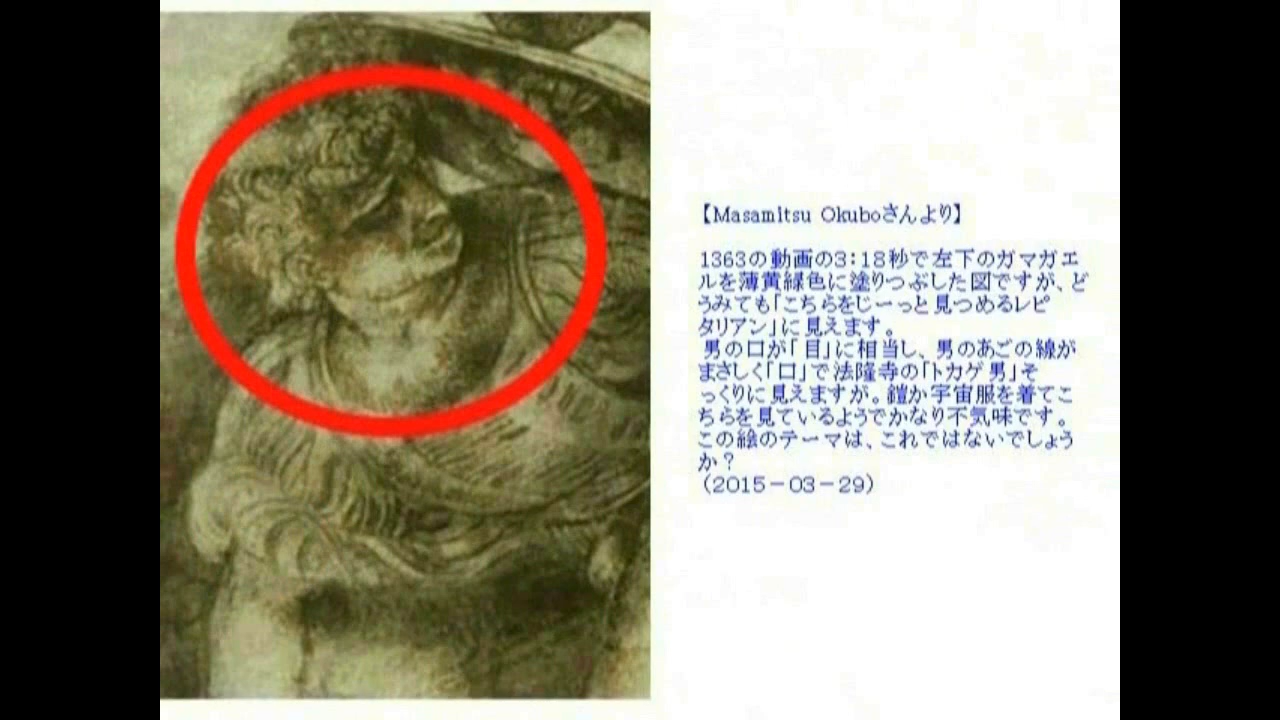 【Masamitsu Okuboさんより】
1363の動画の3:18秒で左下のガマガエ
ルを薄黄緑色に塗りつぶした図ですが、ど
うみても「こちらをじーっと見つめるレピ
タリアン」に見えます。
男の口が「目」に相当し、男のあごの線が
まさしく「口」で法隆寺の「トカゲ男」そ
っくりに見えますが。鎧か宇宙服を着てこ
ちらを見ているようでかなり不気味です。
この絵のテーマは、これではないでしょう
か？
（2015－03－29）